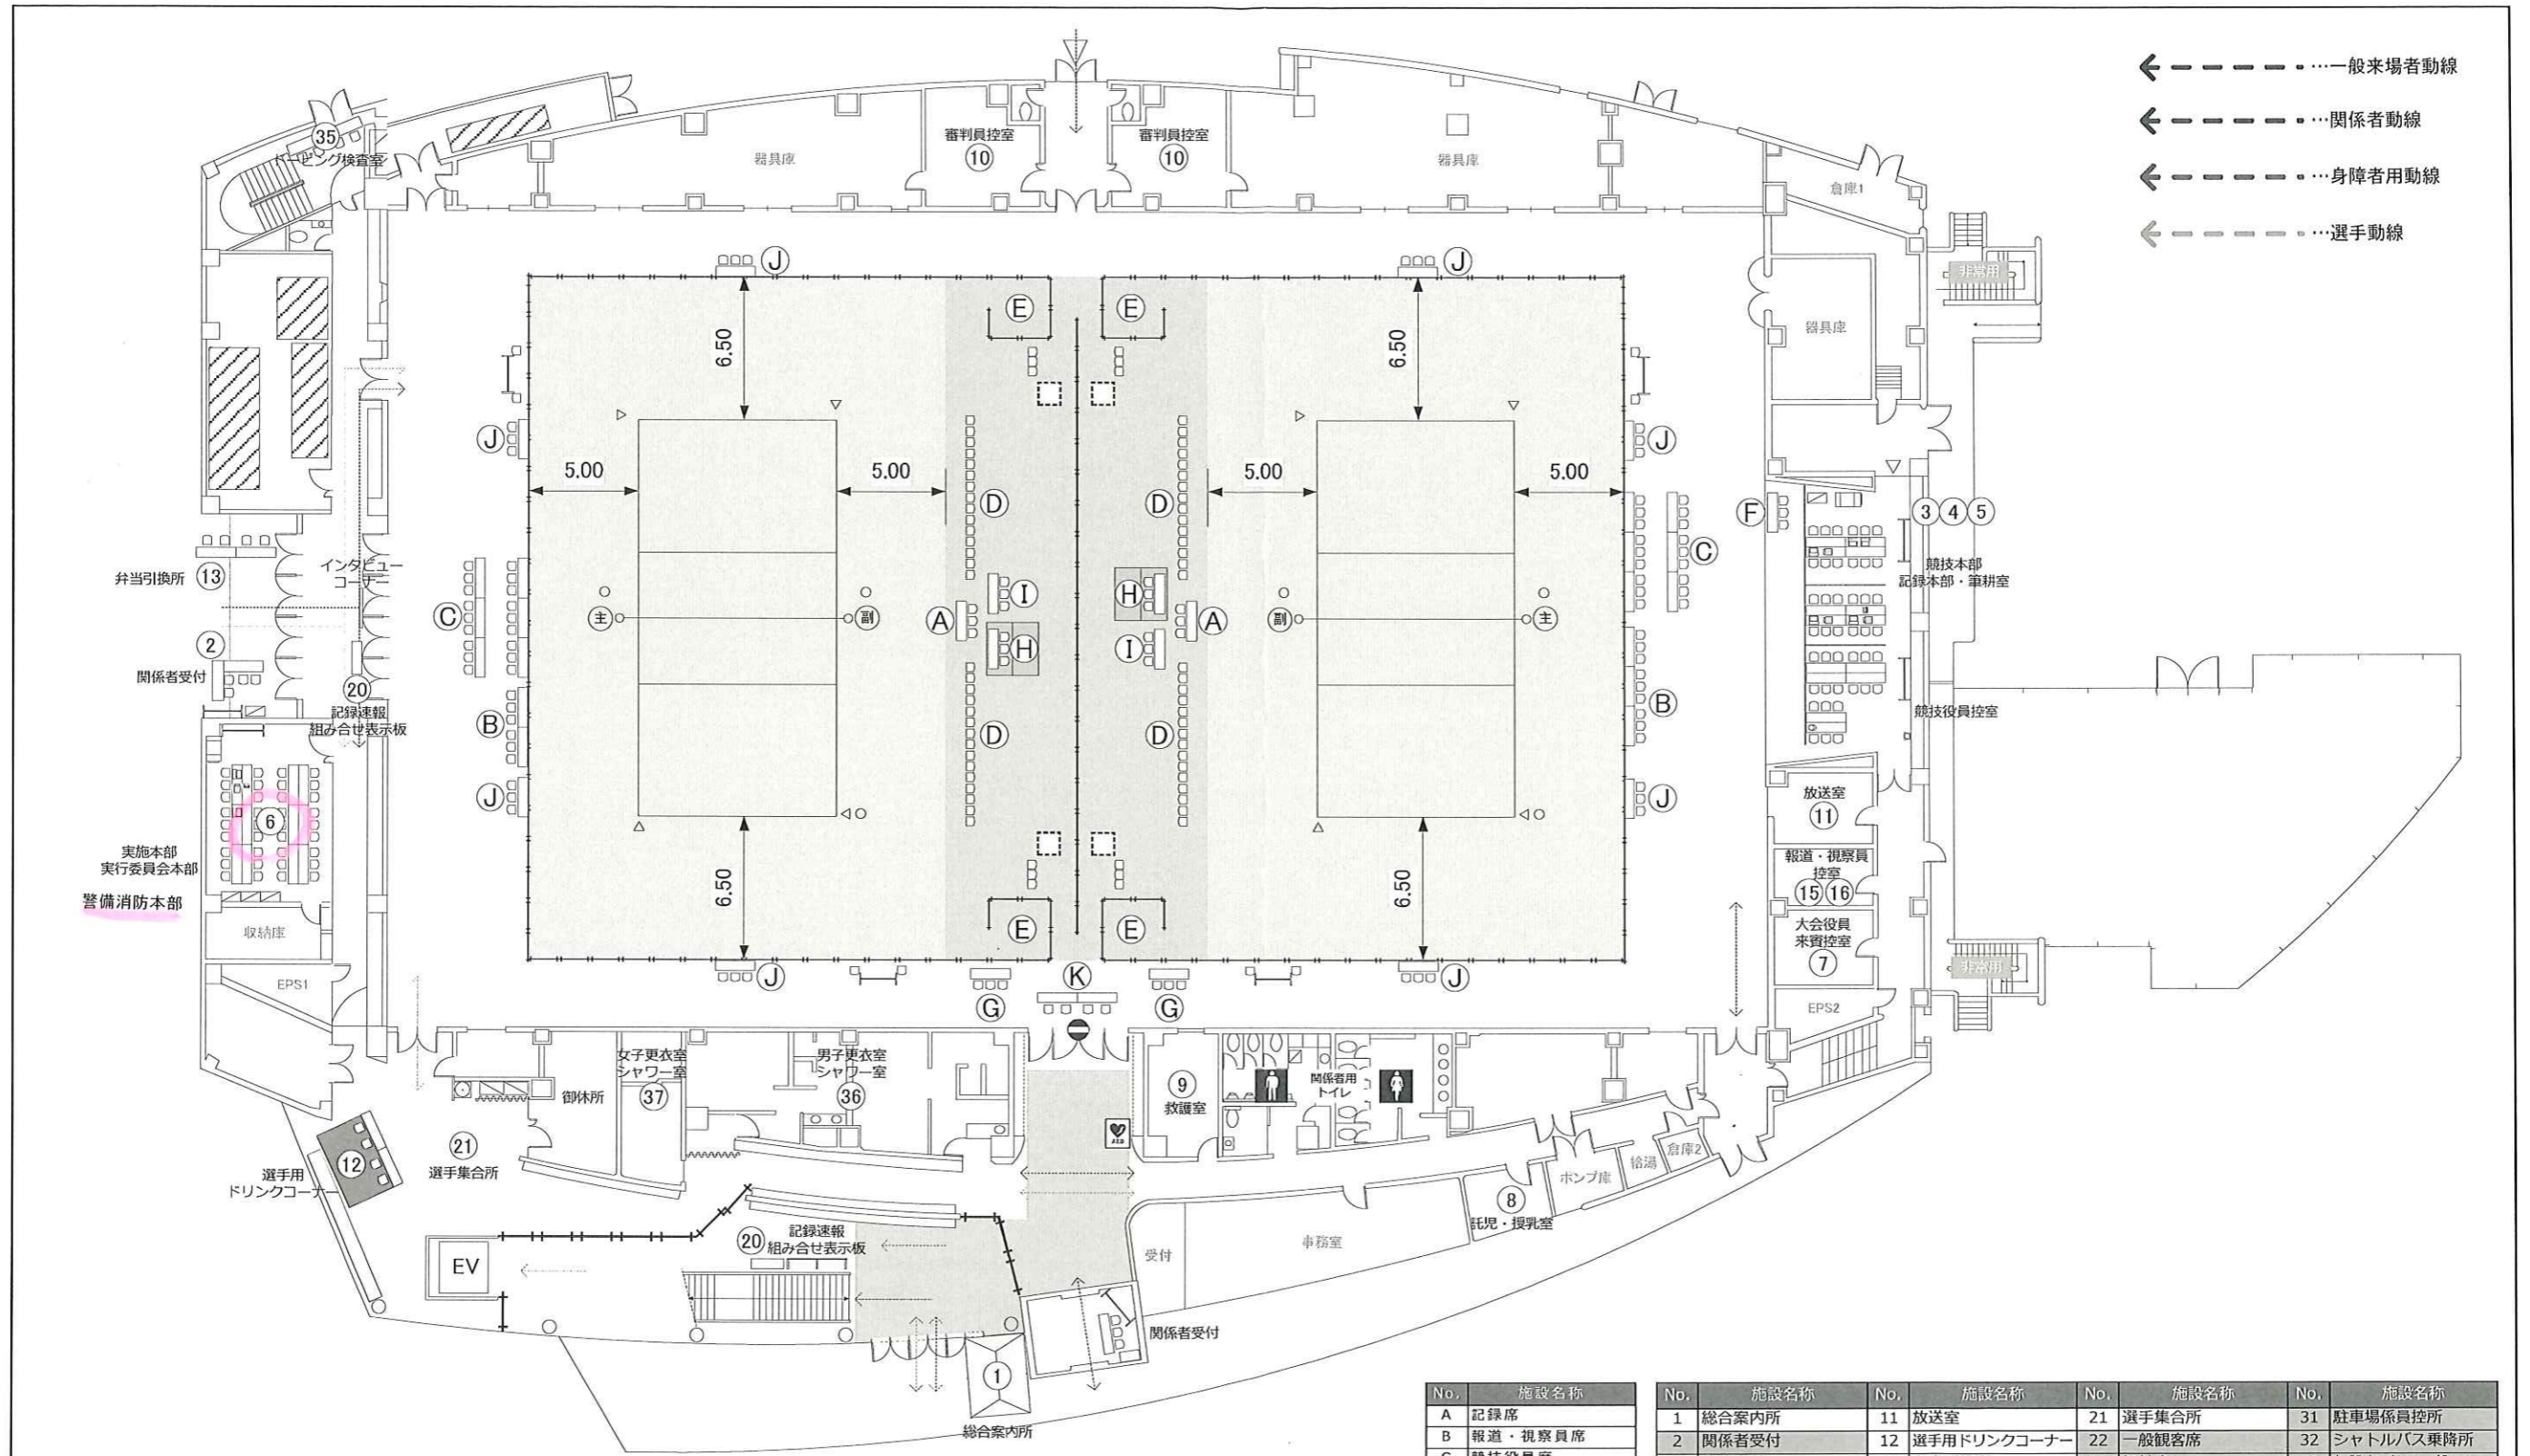 …一般来場者動線
…関係者動線
…身障者用動線
…選手動線
35
ドーピング検査室
器具庫
審判員控室
10
審判員控室
10
器具庫
倉庫1
非常用
器具庫
J
J
E
E
6.50
6.50
J
J
5.00
5.00
5.00
5.00
D
D
F
3 4 5
競技本部
記録本部・筆耕室
競技役員控室
弁当引換所
13
インタビュー
コーナー
2
関係者受付
20
記録速報
組み合せ表示板
C
C
主
副
A
I
H
H
I
A
副
主
B
B
D
D
J
J
6
実施本部
実行委員会本部
警備消防本部
収納庫
EPS1
放送室
11
報道・視察員
控室
15 16
大会役員
来賓控室
7
EPS2
非常用
6.50
6.50
E
E
J
G
K
G
J
女子更衣室
シャワー室
37
男子更衣室
シャワー室
36
御休所
9
救護室
関係者用
トイレ
AED
21
選手集合所
12
選手用
ドリンクコーナー
EV
20
記録速報
組み合せ表示板
受付
事務室
8
託児・授乳室
ポンプ庫
給湯
倉庫2
関係者受付
1
総合案内所
No. 施設名称
A 記録席
B 報道・視察員席
C 競技役員席
No. 施設名称 No. 施設名称 No. 施設名称 No. 施設名称
1 総合案内所 11 放送室 21 選手集合所 31 駐車場係員控所
2 関係者受付 12 選手用ドリンクコーナー 22 一般観客席 32 シャトルバス乗降所